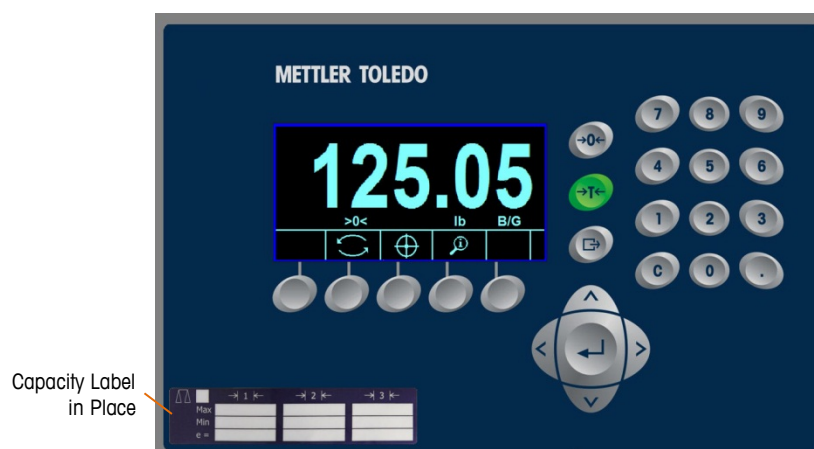 METTLER TOLEDO
125.05
>0< lb B/G
→0←
→T←
7 8 9
4 5 6
1 2 3
C 0 .
Capacity Label
in Place
→| 1 |← →| 2 |← →| 3 |←
Max
Min
e =